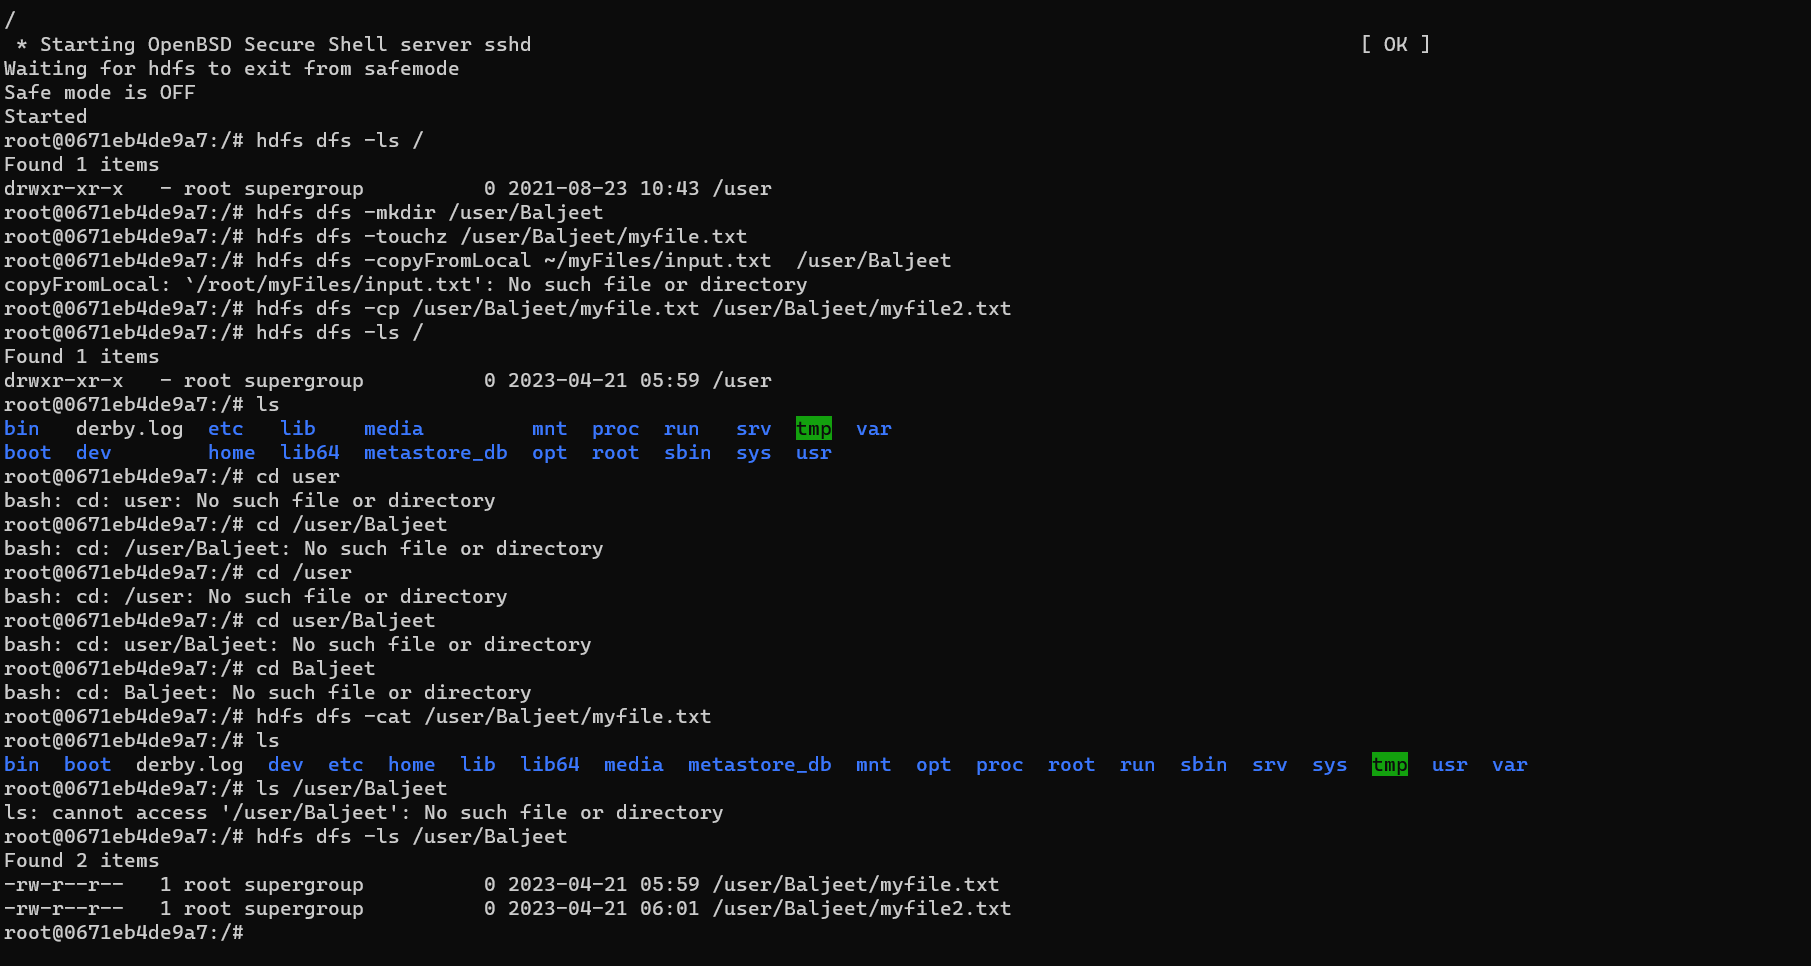 /
 * Starting OpenBSD Secure Shell server sshd                                                                     [ OK ]
Waiting for hdfs to exit from safemode
Safe mode is OFF
Started
root@0671eb4de9a7:/# hdfs dfs -ls /
Found 1 items
drwxr-xr-x   - root supergroup          0 2021-08-23 10:43 /user
root@0671eb4de9a7:/# hdfs dfs -mkdir /user/Baljeet
root@0671eb4de9a7:/# hdfs dfs -touchz /user/Baljeet/myfile.txt
root@0671eb4de9a7:/# hdfs dfs -copyFromLocal ~/myFiles/input.txt  /user/Baljeet
copyFromLocal: `/root/myFiles/input.txt': No such file or directory
root@0671eb4de9a7:/# hdfs dfs -cp /user/Baljeet/myfile.txt /user/Baljeet/myfile2.txt
root@0671eb4de9a7:/# hdfs dfs -ls /
Found 1 items
drwxr-xr-x   - root supergroup          0 2023-04-21 05:59 /user
root@0671eb4de9a7:/# ls
bin   derby.log  etc   lib    media         mnt  proc  run   srv  tmp  var
boot  dev        home  lib64  metastore_db  opt  root  sbin  sys  usr
root@0671eb4de9a7:/# cd user
bash: cd: user: No such file or directory
root@0671eb4de9a7:/# cd /user/Baljeet
bash: cd: /user/Baljeet: No such file or directory
root@0671eb4de9a7:/# cd /user
bash: cd: /user: No such file or directory
root@0671eb4de9a7:/# cd user/Baljeet
bash: cd: user/Baljeet: No such file or directory
root@0671eb4de9a7:/# cd Baljeet
bash: cd: Baljeet: No such file or directory
root@0671eb4de9a7:/# hdfs dfs -cat /user/Baljeet/myfile.txt
root@0671eb4de9a7:/# ls
bin  boot  derby.log  dev  etc  home  lib  lib64  media  metastore_db  mnt  opt  proc  root  run  sbin  srv  sys  tmp  usr  var
root@0671eb4de9a7:/# ls /user/Baljeet
ls: cannot access '/user/Baljeet': No such file or directory
root@0671eb4de9a7:/# hdfs dfs -ls /user/Baljeet
Found 2 items
-rw-r--r--   1 root supergroup          0 2023-04-21 05:59 /user/Baljeet/myfile.txt
-rw-r--r--   1 root supergroup          0 2023-04-21 06:01 /user/Baljeet/myfile2.txt
root@0671eb4de9a7:/#